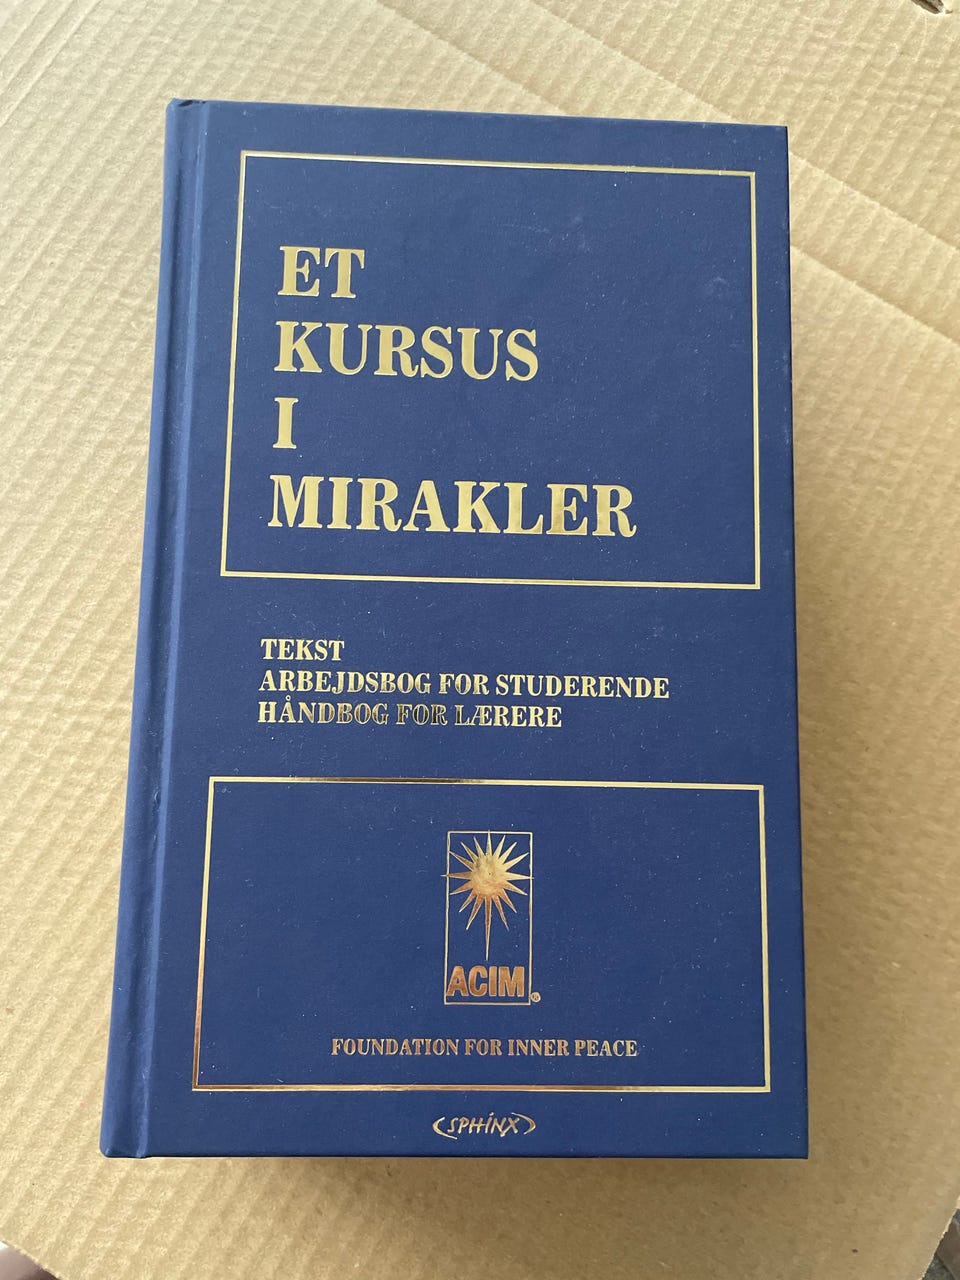 ET
KURSUS
I
MIRAKLER
TEKST
ARBEJDSBOG FOR STUDERENDE
HÅNDBOG FOR LÆRERE
ACIM®
FOUNDATION FOR INNER PEACE
(SPHINX)